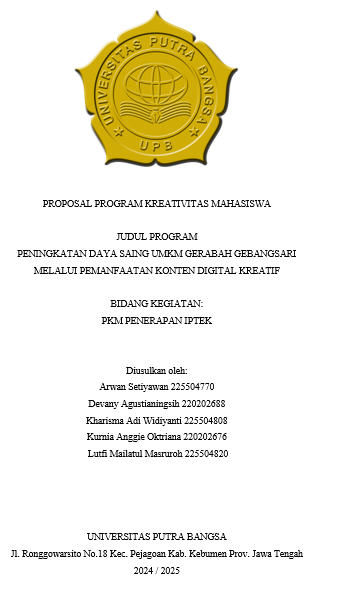 UNIVERSITAS PUTRA BANGSA
UPB
PROPOSAL PROGRAM KREATIVITAS MAHASISWA
JUDUL PROGRAM
PENINGKATAN DAYA SAING UMKM GERABAH GEBANGSARI
MELALUI PEMANFAATAN KONTEN DIGITAL KREATIF
BIDANG KEGIATAN:
PKM PENERAPAN IPTEK
Diusulkan oleh:
Arwan Setiyawan 225504770
Devany Agustianingsih 220202688
Kharisma Adi Widiyanti 225504808
Kurnia Anggie Oktriana 220202676
Lutfi Mailatul Masruroh 225504820
UNIVERSITAS PUTRA BANGSA
Jl. Ronggowarsito No.18 Kec. Pejagoan Kab. Kebumen Prov. Jawa Tengah
2024 / 2025